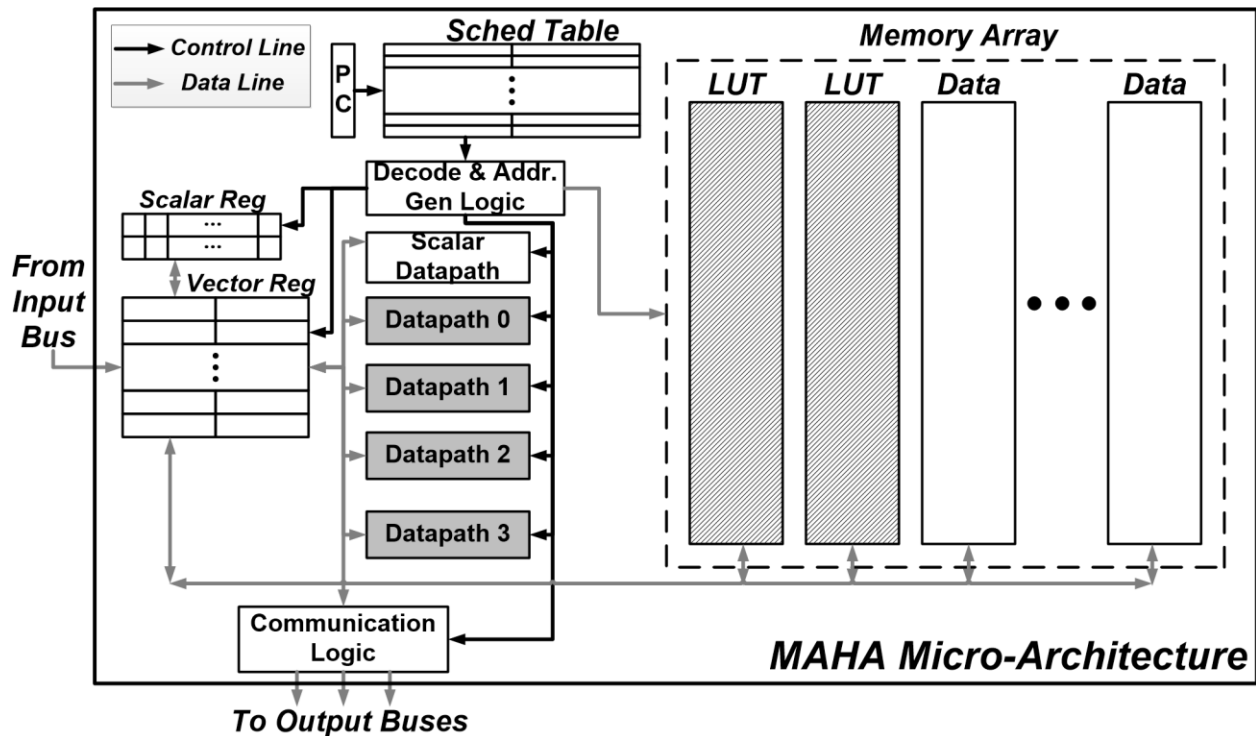 Control Line
Data Line
Sched Table
P
C
Memory Array
LUT
LUT
Data
Data
Decode & Addr.
Gen Logic
Scalar Reg
...
...
Scalar
Datapath
From
Input
Bus
Vector Reg
Datapath 0
Datapath 1
Datapath 2
Datapath 3
Communication
Logic
MAHA Micro-Architecture
To Output Buses